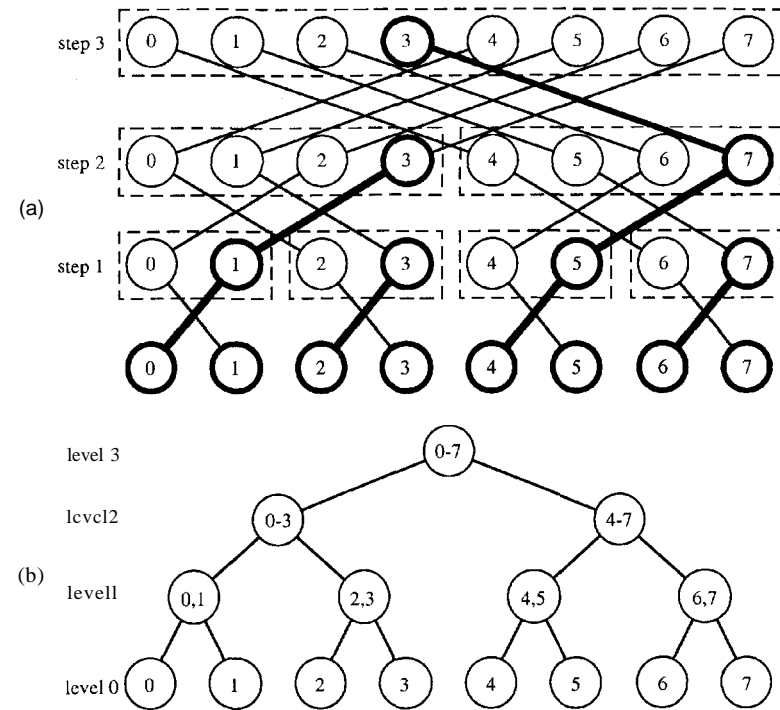 step 3 0 1 2 3 4 5 6 7
step 2 0 1 2 3 4 5 6 7
(a)
step 1 0 1 2 3 4 5 6 7
0 1 2 3 4 5 6 7
level 3 0-7
lcvcl2 0-3 4-7
(b)
levell 0,1 2,3 4,5 6,7
level 0 0 1 2 3 4 5 6 7